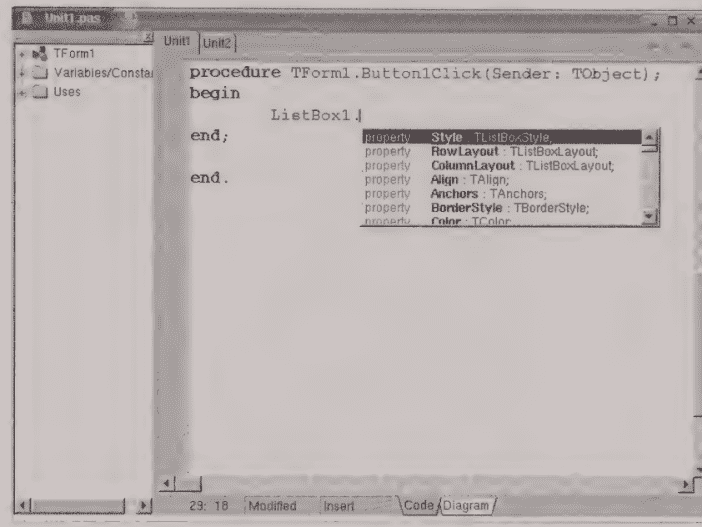 Unit1.pas
Unit1 Unit2
TForm1
Variables/Constar
Uses
procedure TForm1.Button1Click(Sender: TObject);
begin
ListBox1.
end;
end.
property Style : TListBoxStyle;
property RowLayout : TListBoxLayout;
property ColumnLayout : TListBoxLayout;
property Align : TAlign;
property Anchors : TAnchors;
property BorderStyle : TBorderStyle;
property Color : TColor
29: 18 Modified Insert Code Diagram